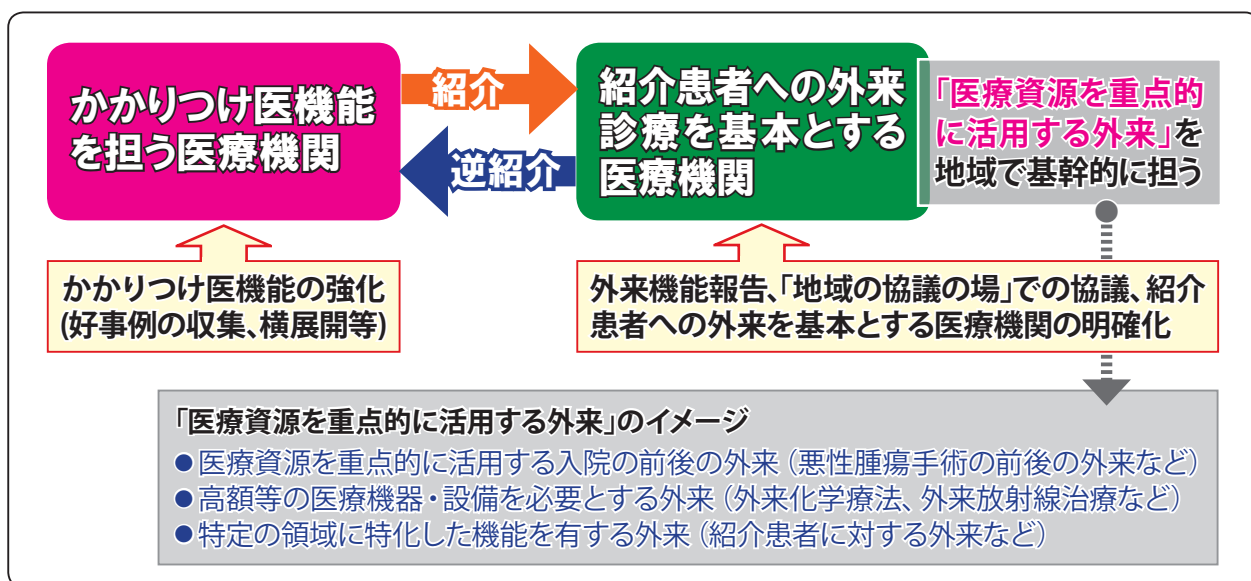 かかりつけ医機能
を担う医療機関
紹介
逆紹介
紹介患者への外来
診療を基本とする
医療機関
「医療資源を重点的
に活用する外来」を
地域で基幹的に担う
かかりつけ医機能の強化
(好事例の収集、横展開等)
外来機能報告、「地域の協議の場」での協議、紹介
患者への外来を基本とする医療機関の明確化
「医療資源を重点的に活用する外来」のイメージ
●医療資源を重点的に活用する入院の前後の外来（悪性腫瘍手術の前後の外来など）
●高額等の医療機器・設備を必要とする外来（外来化学療法、外来放射線治療など）
●特定の領域に特化した機能を有する外来（紹介患者に対する外来など）